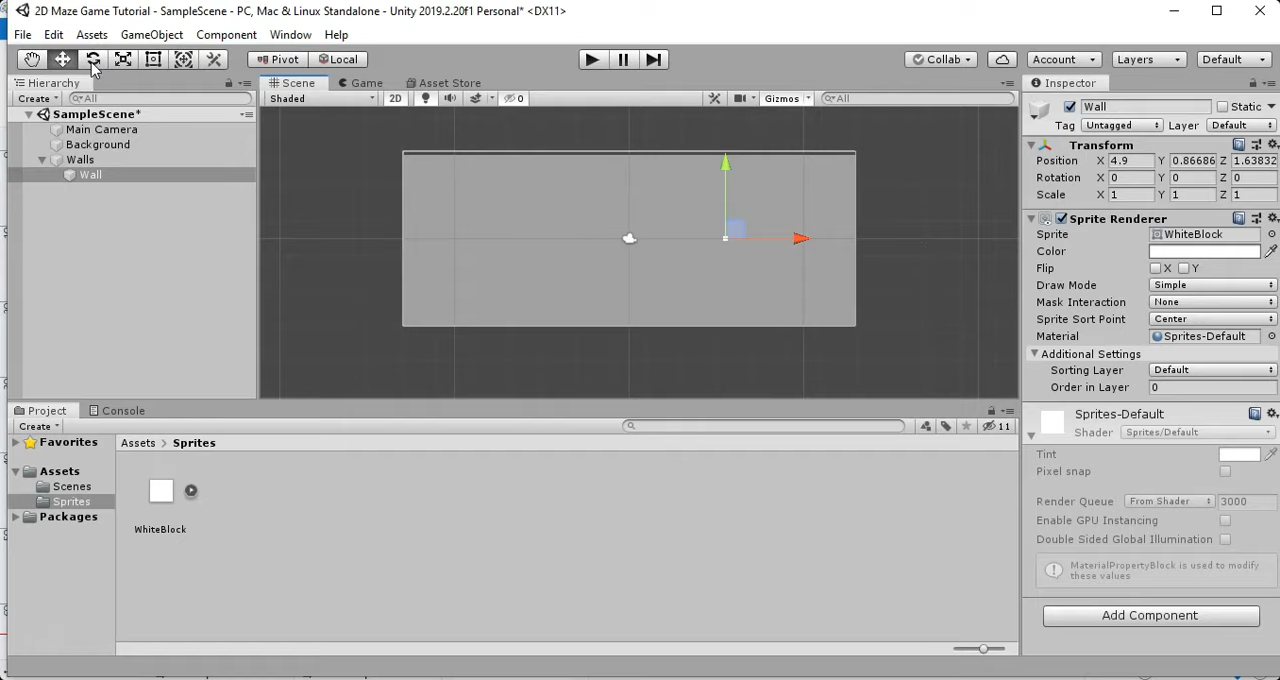 2D Maze Game Tutorial - SampleScene - PC, Mac & Linux Standalone - Unity 2019.2.20f1 Personal* <DX11>
File Edit Assets GameObject Component Window Help
Pivot Local Collab Account Layers Default
Hierarchy Scene Game Asset Store Inspector
Create All Shaded 2D 0 Gizmos All
Wall Static
SampleScene*
Tag Untagged Layer Default
Main Camera
Background
Transform
Walls
Position X 4.9 Y 0.86686 Z 1.63832
Wall
Rotation X 0 Y 0 Z 0
Scale X 1 Y 1 Z 1
Sprite Renderer
Sprite WhiteBlock
Color
Flip X Y
Draw Mode Simple
Mask Interaction None
Sprite Sort Point Center
Material Sprites-Default
Additional Settings
Sorting Layer Default
Order in Layer 0
Project Console
Create 11
Sprites-Default
Shader Sprites/Default
Favorites
Assets Sprites
Assets
Scenes
Sprites
Packages
WhiteBlock
Tint
Pixel snap
Render Queue From Shader 3000
Enable GPU Instancing
Double Sided Global Illumination
MaterialPropertyBlock is used to modify
these values
Add Component